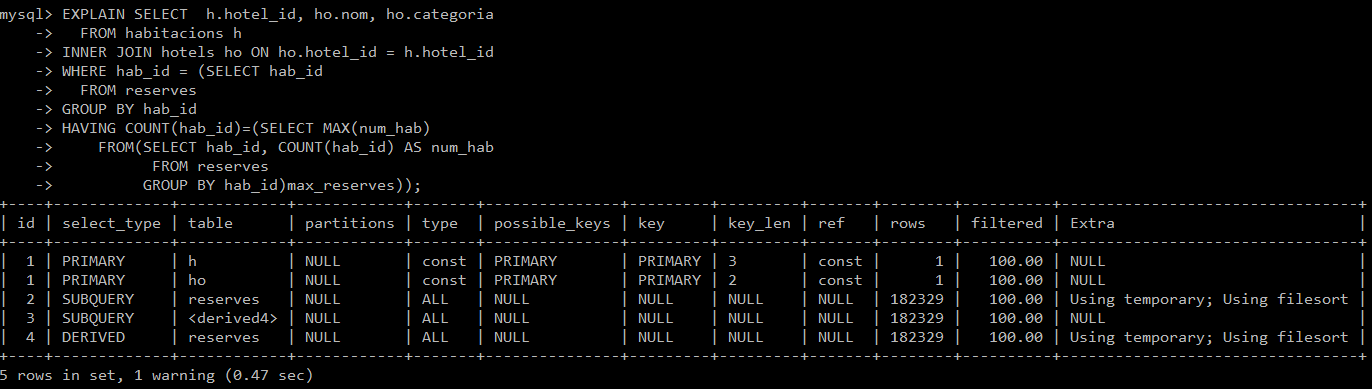 mysql> EXPLAIN SELECT  h.hotel_id, ho.nom, ho.categoria
    ->   FROM habitacions h
    -> INNER JOIN hotels ho ON ho.hotel_id = h.hotel_id
    -> WHERE hab_id = (SELECT hab_id
    ->   FROM reserves
    -> GROUP BY hab_id
    -> HAVING COUNT(hab_id)=(SELECT MAX(num_hab)
    ->     FROM(SELECT hab_id, COUNT(hab_id) AS num_hab
    ->           FROM reserves
    ->          GROUP BY hab_id)max_reserves));
+----+-------------+------------+------------+-------+---------------+---------+---------+-------+--------+----------+---------------------------------+
| id | select_type | table      | partitions | type  | possible_keys | key     | key_len | ref   | rows   | filtered | Extra                           |
+----+-------------+------------+------------+-------+---------------+---------+---------+-------+--------+----------+---------------------------------+
|  1 | PRIMARY     | h          | NULL       | const | PRIMARY       | PRIMARY | 3       | const |      1 |   100.00 | NULL                            |
|  1 | PRIMARY     | ho         | NULL       | const | PRIMARY       | PRIMARY | 2       | const |      1 |   100.00 | NULL                            |
|  2 | SUBQUERY    | reserves   | NULL       | ALL   | NULL          | NULL    | NULL    | NULL  | 182329 |   100.00 | Using temporary; Using filesort |
|  3 | SUBQUERY    | <derived4> | NULL       | ALL   | NULL          | NULL    | NULL    | NULL  | 182329 |   100.00 | NULL                            |
|  4 | DERIVED     | reserves   | NULL       | ALL   | NULL          | NULL    | NULL    | NULL  | 182329 |   100.00 | Using temporary; Using filesort |
+----+-------------+------------+------------+-------+---------------+---------+---------+-------+--------+----------+---------------------------------+
5 rows in set, 1 warning (0.47 sec)